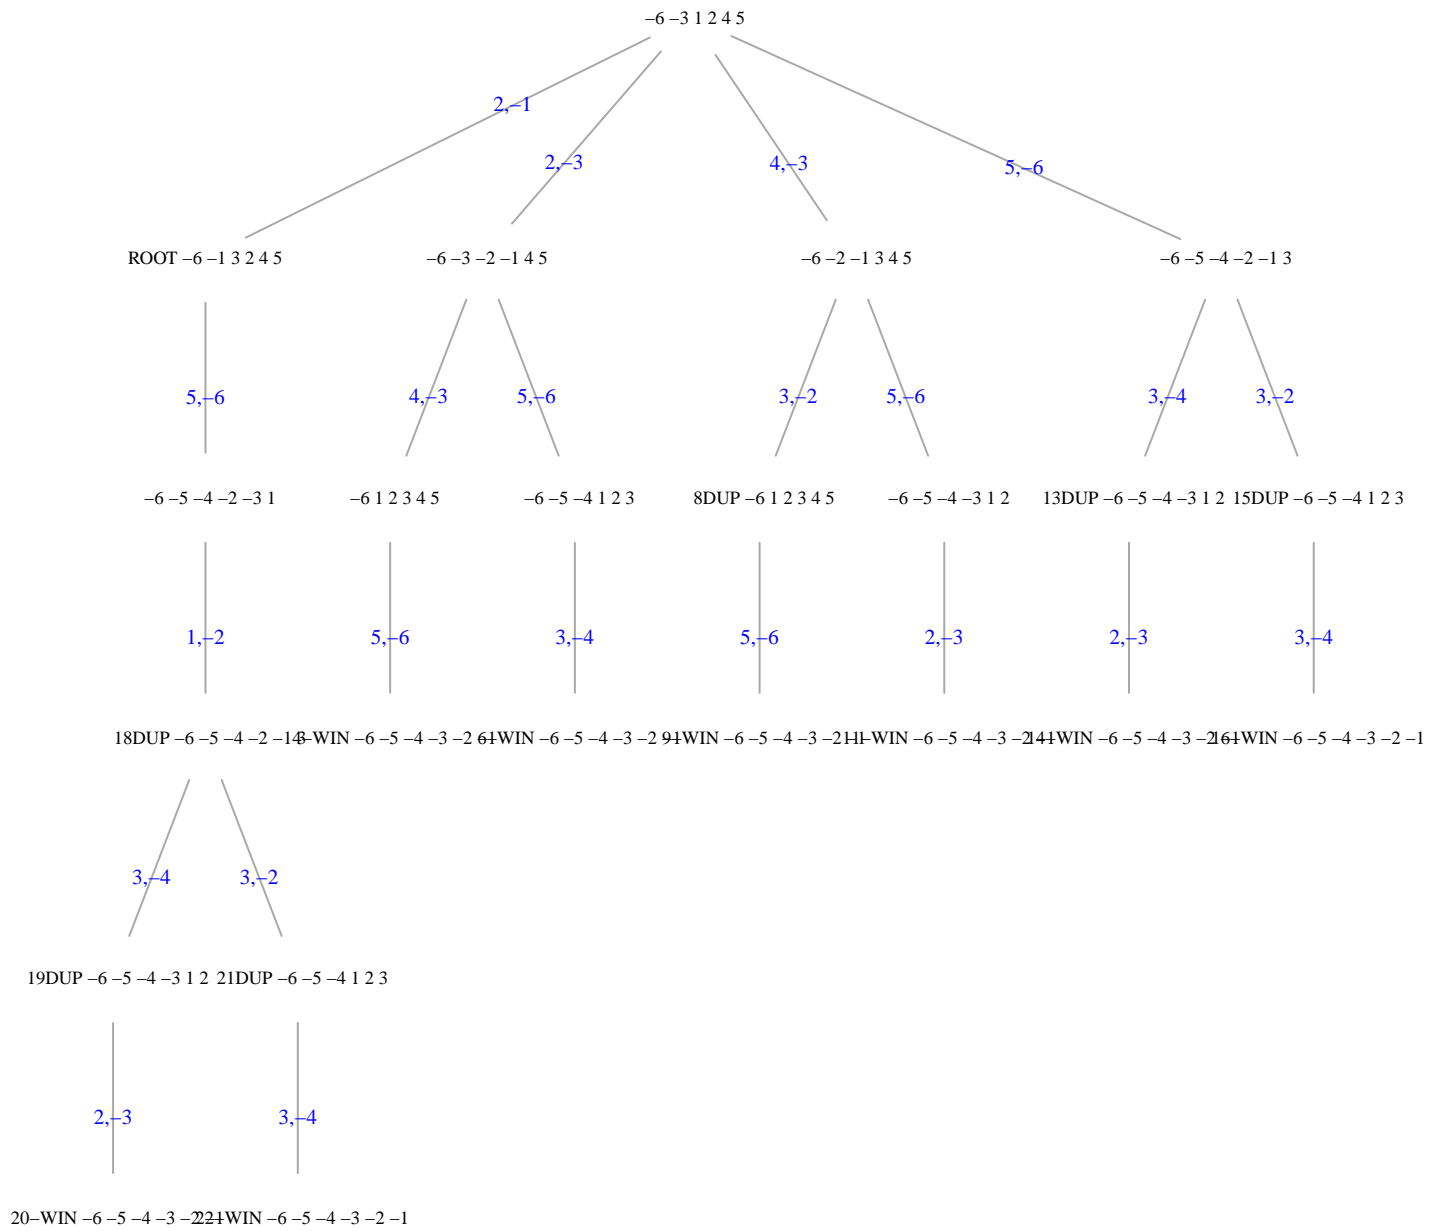 –6 –3 1 2 4 5
2,–1
2,–3
4,–3
5,–6
ROOT –6 –1 3 2 4 5
–6 –3 –2 –1 4 5
–6 –2 –1 3 4 5
–6 –5 –4 –2 –1 3
5,–6
4,–3
5,–6
3,–2
5,–6
3,–4
3,–2
–6 –5 –4 –2 –3 1
–6 1 2 3 4 5
–6 –5 –4 1 2 3
8DUP –6 1 2 3 4 5
–6 –5 –4 –3 1 2
13DUP –6 –5 –4 –3 1 2
15DUP –6 –5 –4 1 2 3
1,–2
5,–6
3,–4
5,–6
2,–3
2,–3
3,–4
18DUP –6 –5 –4 –2
–WIN –6 –5 –4 –3 –2
WIN –6 –5 –4 –3 –2
WIN –6 –5 –4 –3 –2
–WIN –6 –5 –4 –3
WIN –6 –5 –4 –3
WIN –6 –5 –4 –3 –2 –1
3,–4
3,–2
19DUP –6 –5 –4 –3 1 2
21DUP –6 –5 –4 1 2 3
2,–3
3,–4
20–WIN –6 –5 –4 –3
WIN –6 –5 –4 –3 –2 –1